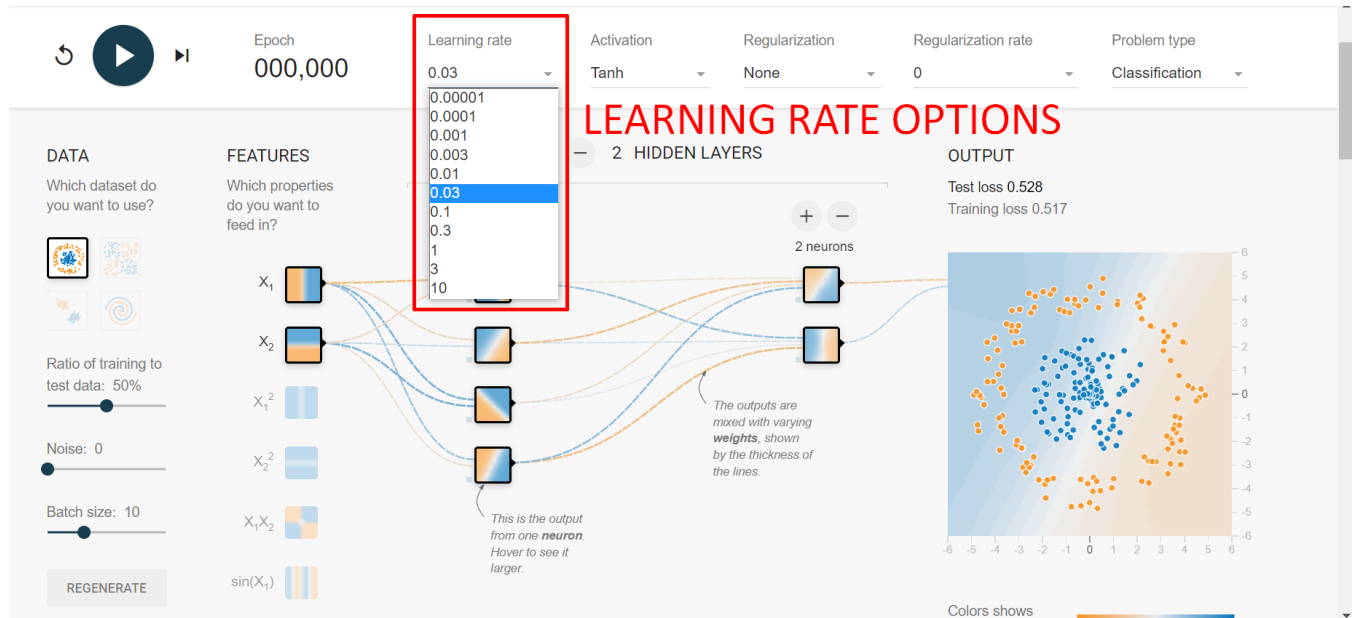 Epoch
000,000
Learning rate
0.03
0.00001
0.0001
0.001
0.003
0.01
0.03
0.1
0.3
1
3
10
Activation
Tanh
Regularization
None
Regularization rate
0
Problem type
Classification
LEARNING RATE OPTIONS
DATA
Which dataset do
you want to use?
Ratio of training to
test data: 50%
Noise: 0
Batch size: 10
REGENERATE
FEATURES
Which properties
do you want to
feed in?
X₁
X₂
X₁²
X₂²
X₁X₂
sin(X₁)
2 HIDDEN LAYERS
2 neurons
The outputs are
mixed with varying
weights, shown
by the thickness of
the lines.
This is the output
from one neuron.
Hover to see it
larger.
OUTPUT
Test loss 0.528
Training loss 0.517
6
5
4
3
2
1
0
-1
-2
-3
-4
-5
-6
-6 -5 -4 -3 -2 -1 0 1 2 3 4 5 6
Colors shows